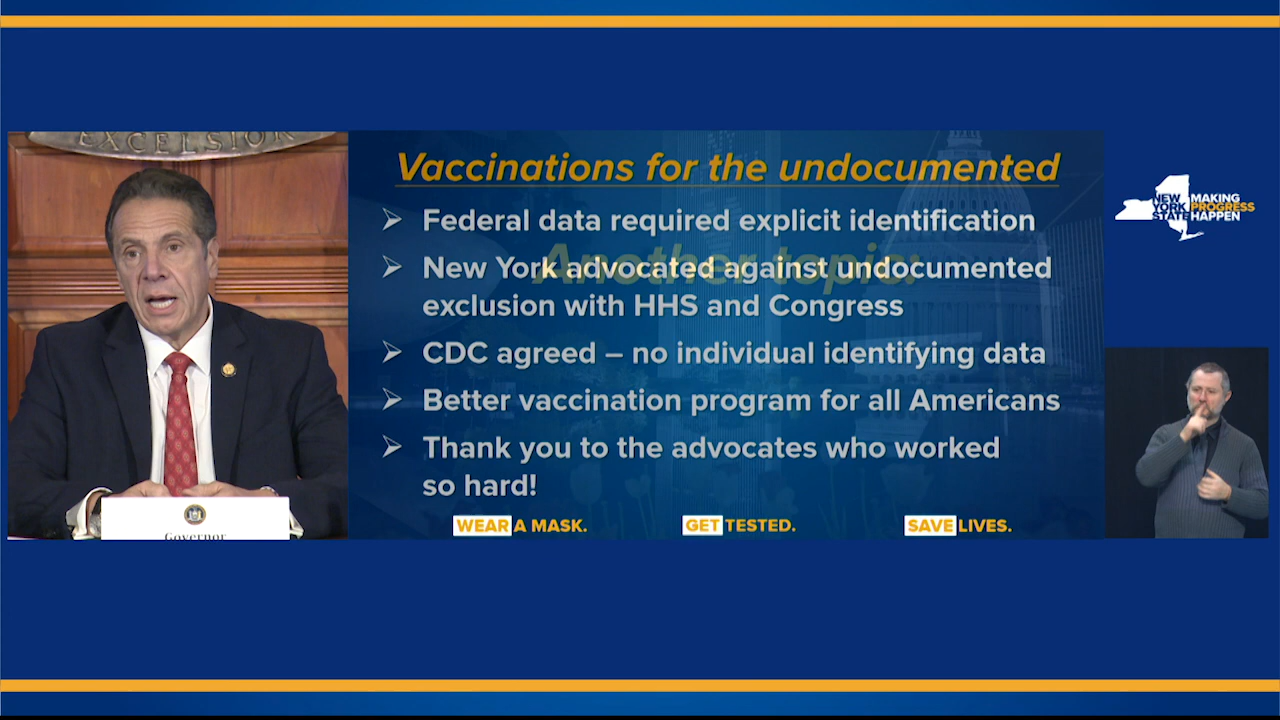 EXCELSIOR
Governor
Vaccinations for the undocumented
➢ Federal data required explicit identification
Another topic:
➢ New York advocated against undocumented
exclusion with HHS and Congress
➢ CDC agreed – no individual identifying data
➢ Better vaccination program for all Americans
➢ Thank you to the advocates who worked
so hard!
WEAR A MASK. GET TESTED. SAVE LIVES.
NEW YORK STATE
MAKING
PROGRESS
HAPPEN